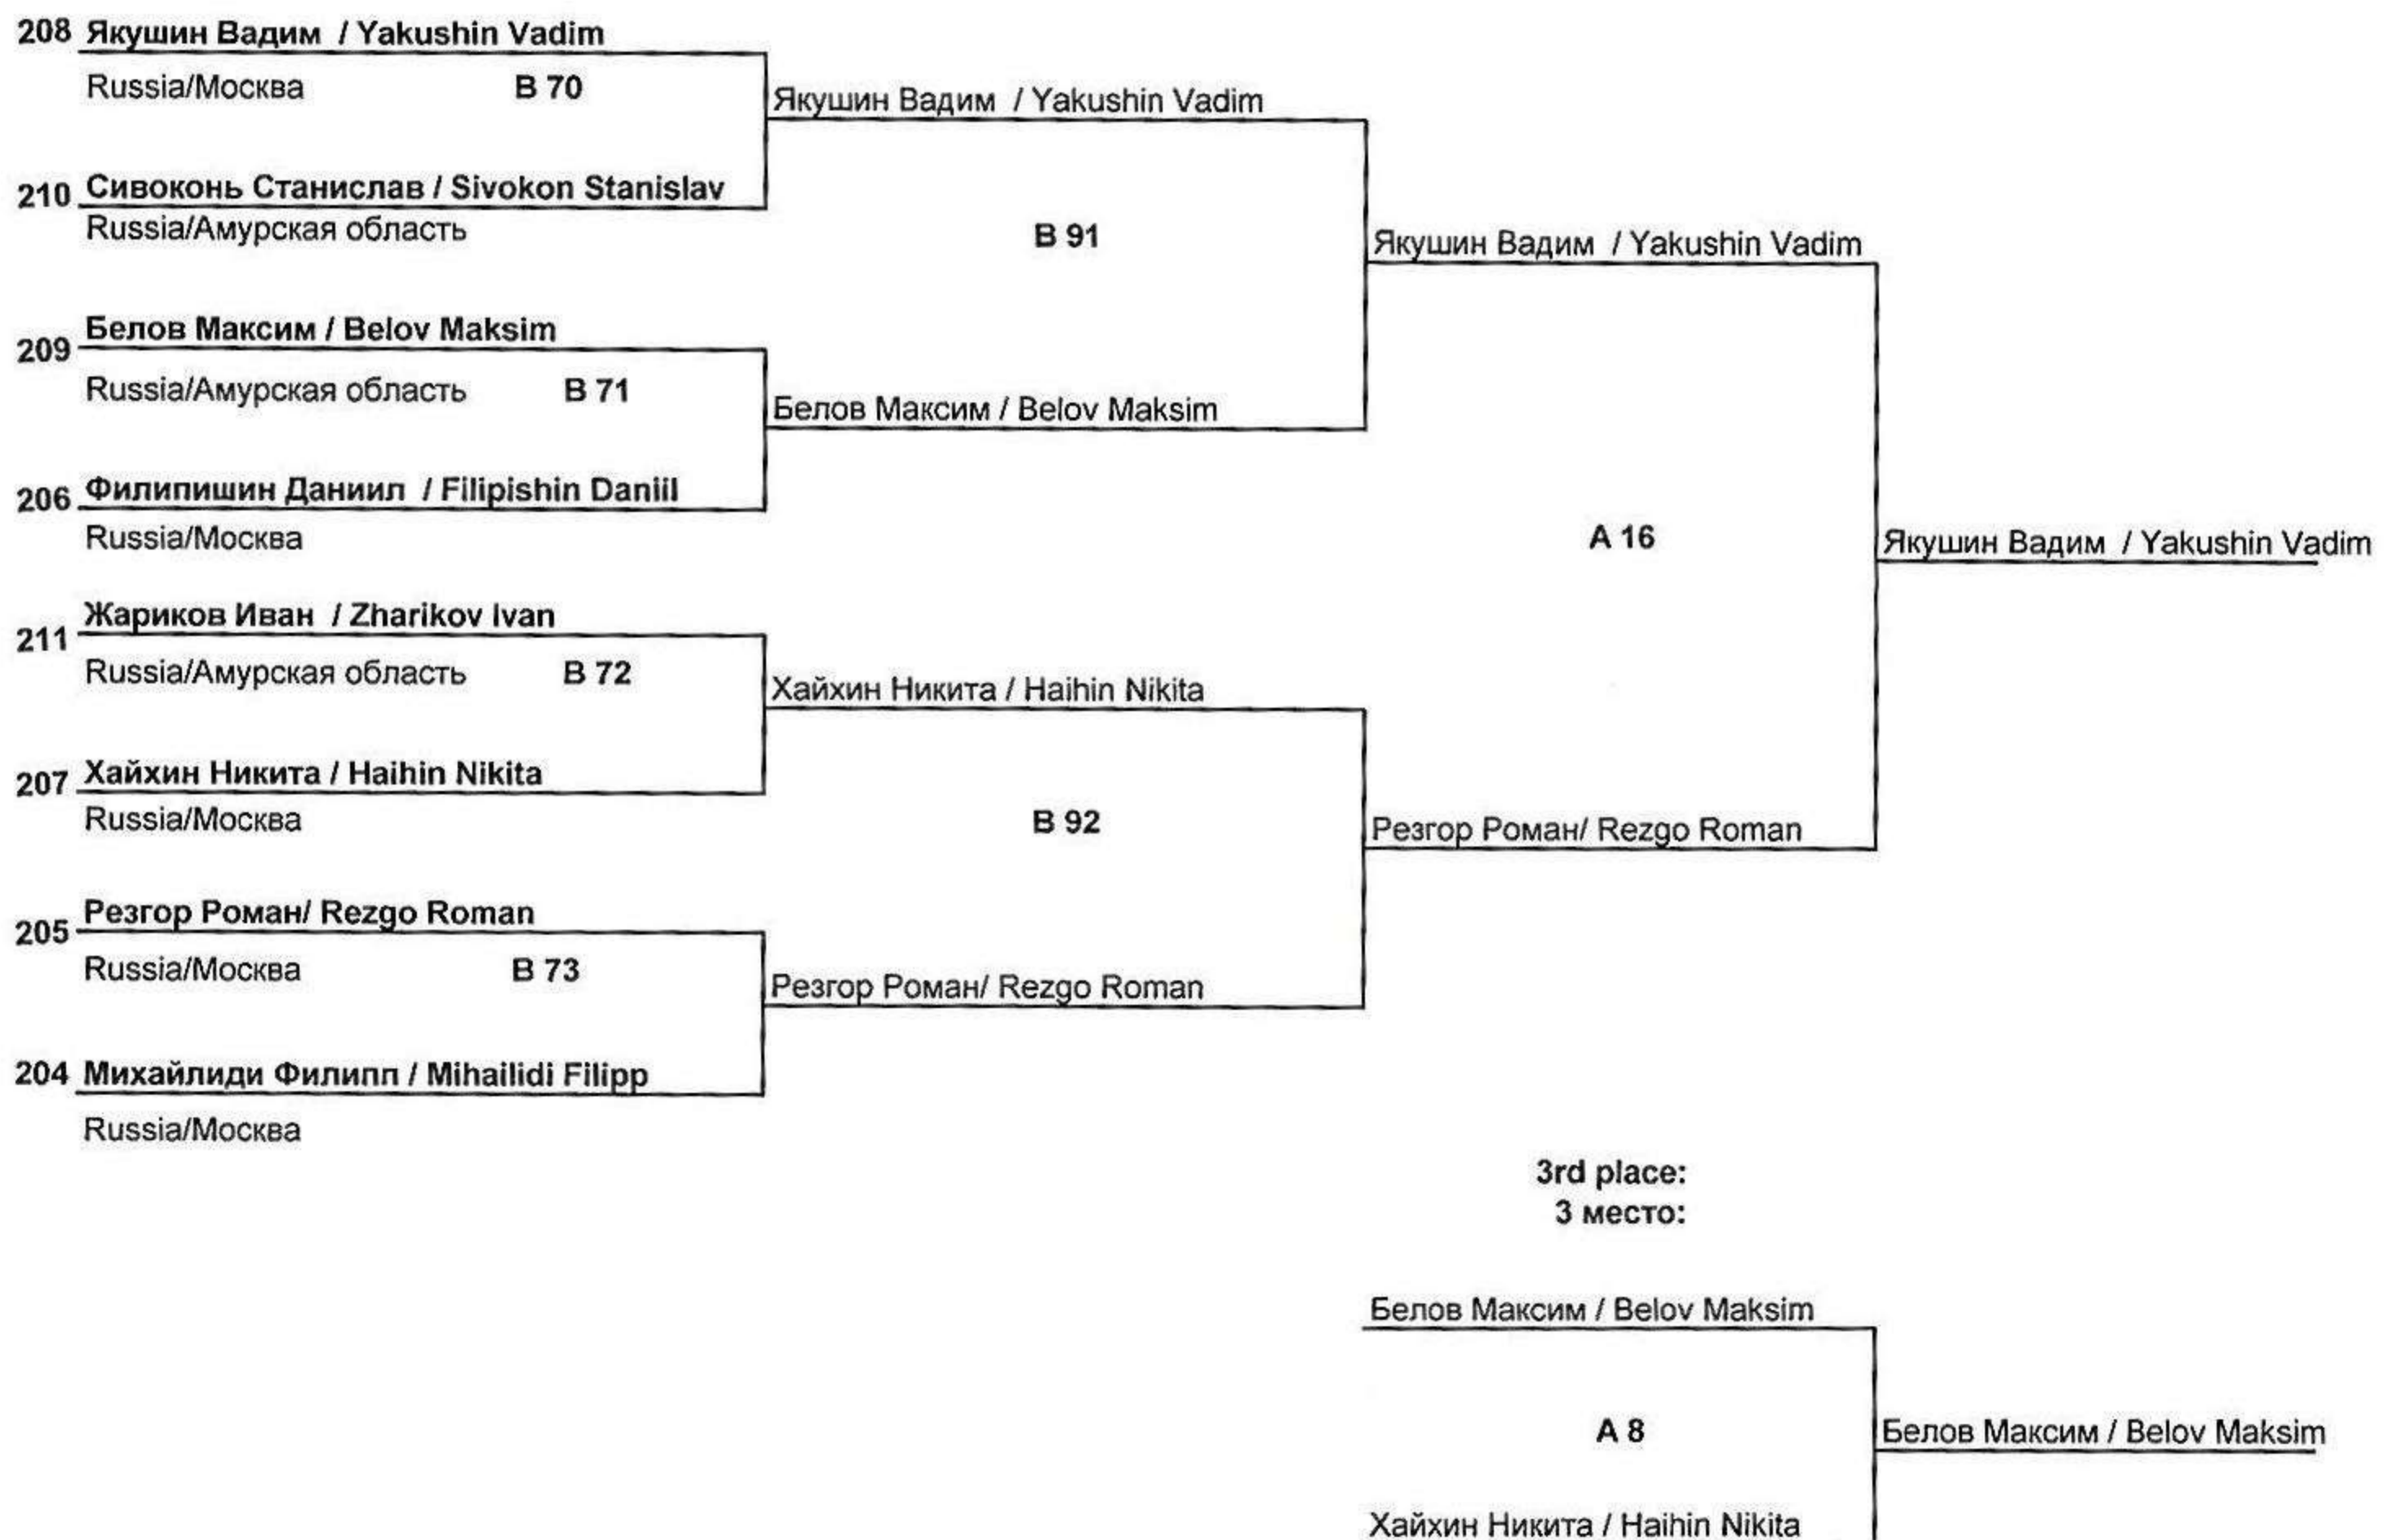 208 Якушин Вадим / Yakushin Vadim
Russia/Москва B 70
Якушин Вадим / Yakushin Vadim
210 Сивоконь Станислав / Sivokon Stanislav
Russia/Амурская область
B 91
Якушин Вадим / Yakushin Vadim
209 Белов Максим / Belov Maksim
Russia/Амурская область B 71
Белов Максим / Belov Maksim
206 Филипишин Даниил / Filipishin Daniil
Russia/Москва
A 16
Якушин Вадим / Yakushin Vadim
211 Жариков Иван / Zharikov Ivan
Russia/Амурская область B 72
Хайхин Никита / Haihin Nikita
207 Хайхин Никита / Haihin Nikita
Russia/Москва
B 92
Резгор Роман/ Rezgo Roman
205 Резгор Роман/ Rezgo Roman
Russia/Москва B 73
Резгор Роман/ Rezgo Roman
204 Михайлиди Филипп / Mihailidi Filipp
Russia/Москва
3rd place:
3 место:
Белов Максим / Belov Maksim
A 8
Белов Максим / Belov Maksim
Хайхин Никита / Haihin Nikita